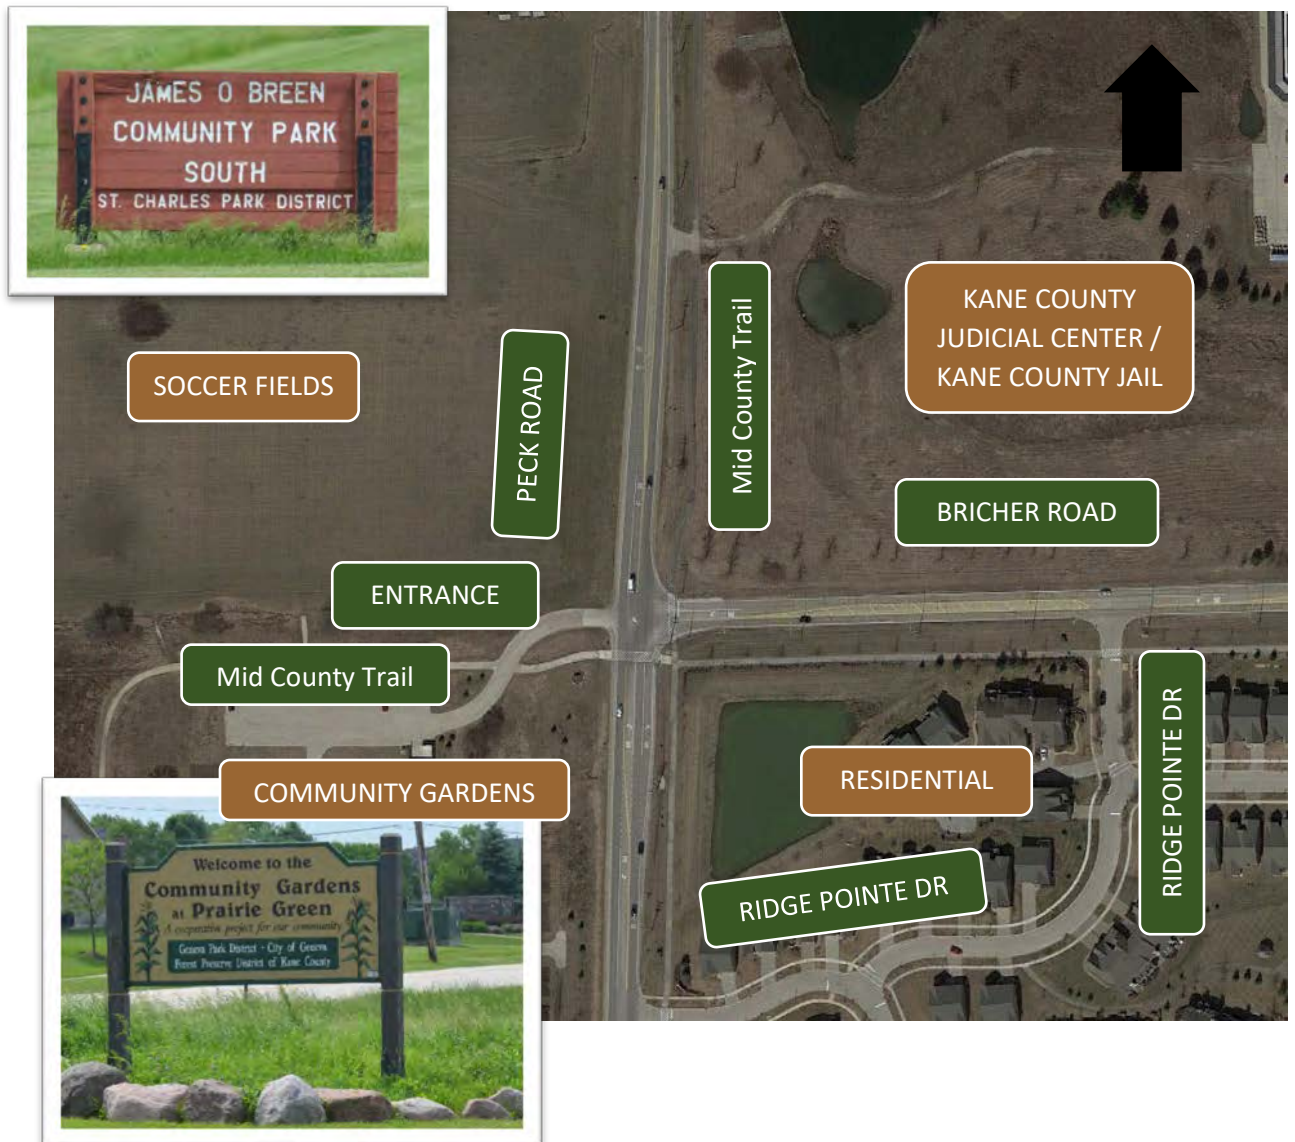 JAMES O BREEN
COMMUNITY PARK
SOUTH
ST. CHARLES PARK DISTRICT
KANE COUNTY
JUDICIAL CENTER /
KANE COUNTY JAIL
Mid County Trail
SOCCER FIELDS
PECK ROAD
BRICHER ROAD
ENTRANCE
Mid County Trail
RIDGE POINTE DR
RESIDENTIAL
COMMUNITY GARDENS
RIDGE POINTE DR
Welcome to the
Community Gardens
at Prairie Green
A cooperative project for our community
Geneva Park District - City of Geneva
Forest Preserve District of Kane County